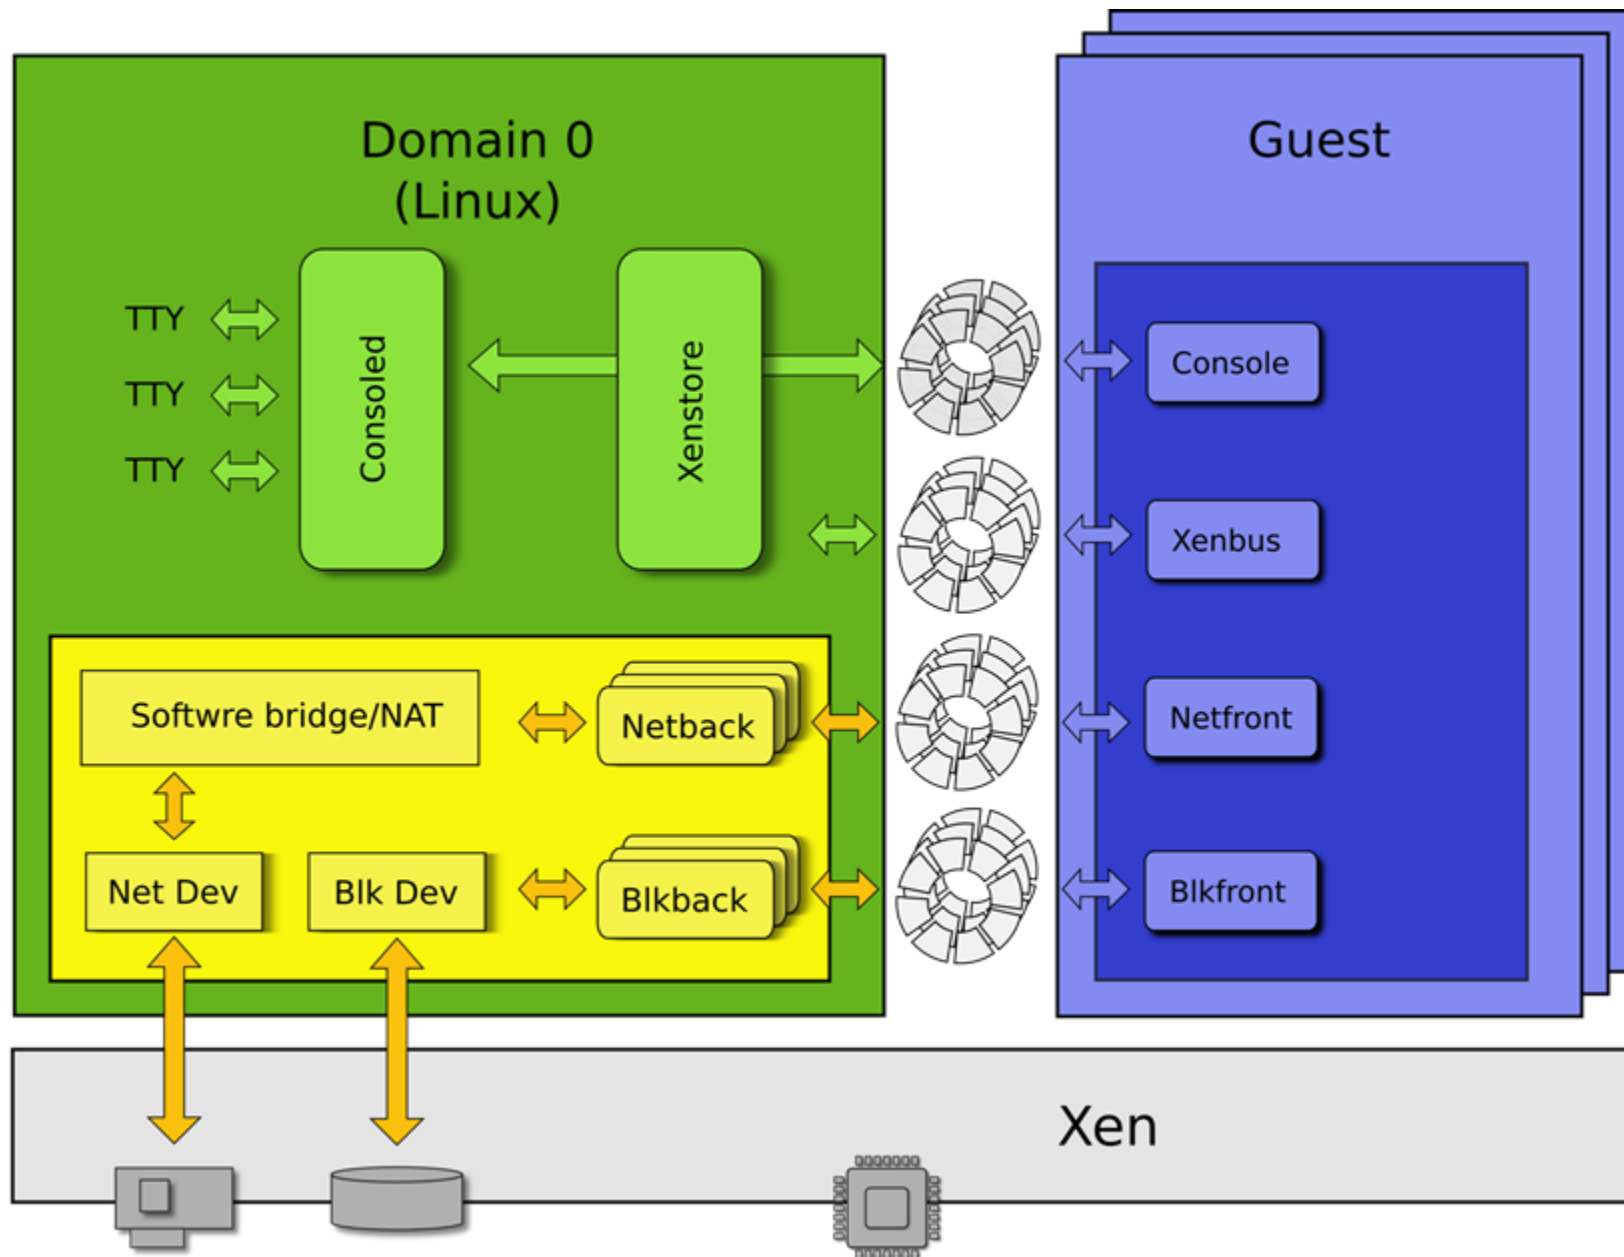 Domain 0
(Linux)
Guest
TTY
TTY
TTY
Consoled
Xenstore
Console
Xenbus
Softwre bridge/NAT
Netback
Netfront
Net Dev
Blk Dev
Blkback
Blkfront
Xen